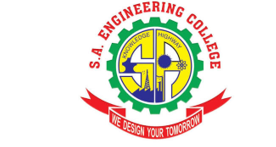 S.A. ENGINEERING COLLEGE
KNOWLEDGE HIGHWAY
SA
WE DESIGN YOUR TOMORROW